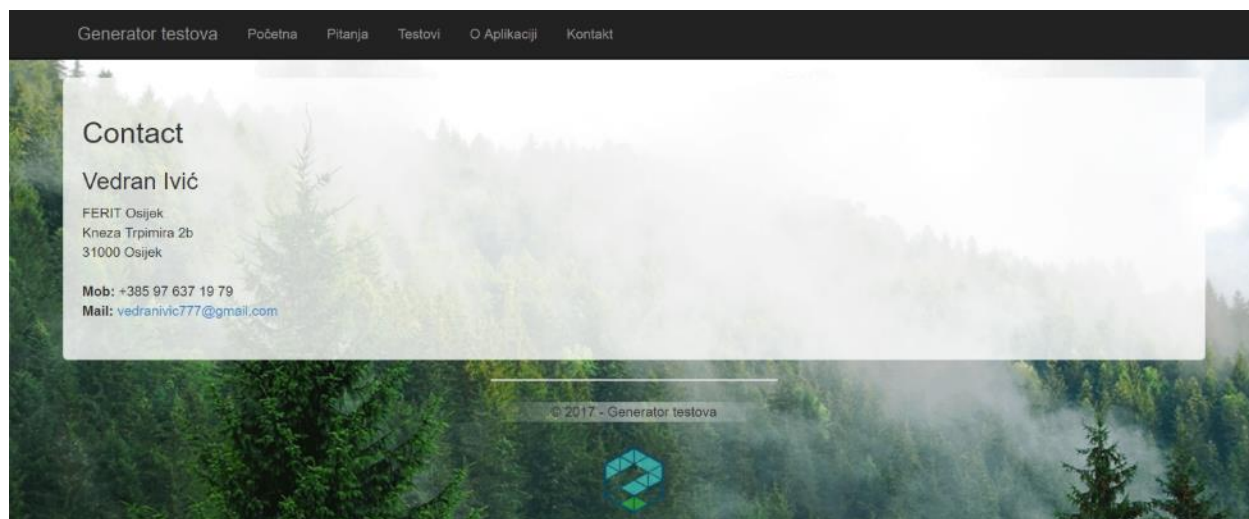 Generator testova Početna Pitanja Testovi O Aplikaciji Kontakt
Contact
Vedran Ivić
FERIT Osijek
Kneza Trpimira 2b
31000 Osijek
Mob: +385 97 637 19 79
Mail: vedranivic777@gmail.com
© 2017 - Generator testova